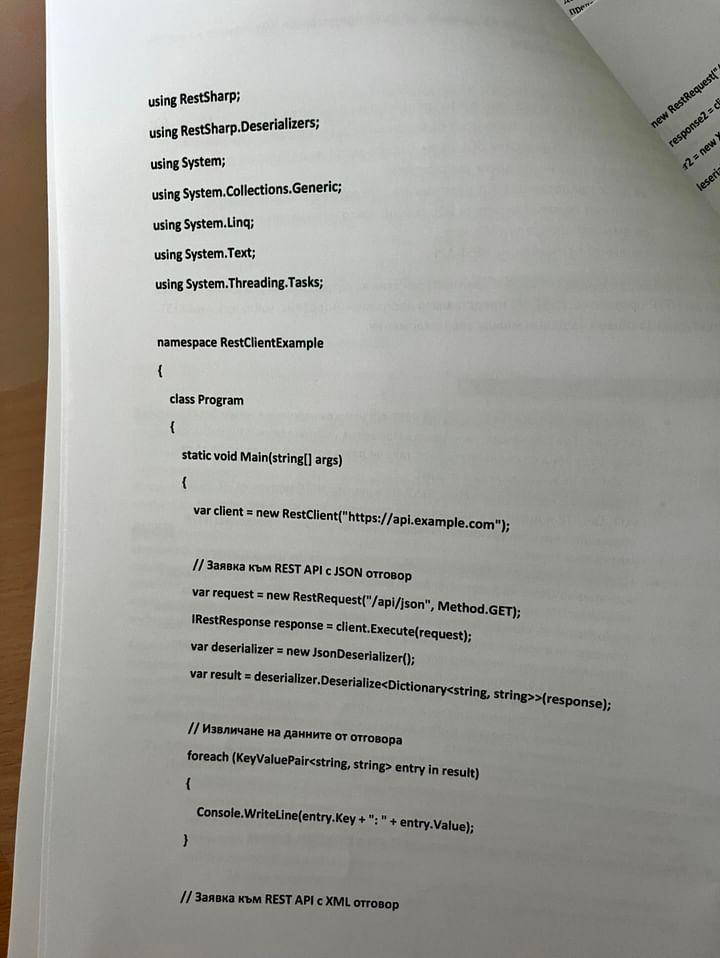 using RestSharp;
using RestSharp.Deserializers;
using System;
using System.Collections.Generic;
using System.Linq;
using System.Text;
using System.Threading.Tasks;
namespace RestClientExample
{
class Program
{
static void Main(string[] args)
{
var client = new RestClient("https://api.example.com");
// Заявка към REST API с JSON отговор
var request = new RestRequest("/api/json", Method.GET);
IRestResponse response = client.Execute(request);
var deserializer = new JsonDeserializer();
var result = deserializer.Deserialize<Dictionary<string, string>>(response);
// Извличане на данните от отговора
foreach (KeyValuePair<string, string> entry in result)
{
Console.WriteLine(entry.Key + ": " + entry.Value);
}
// Заявка към REST API с XML отговор
new RestRequest("
response2 =
= new